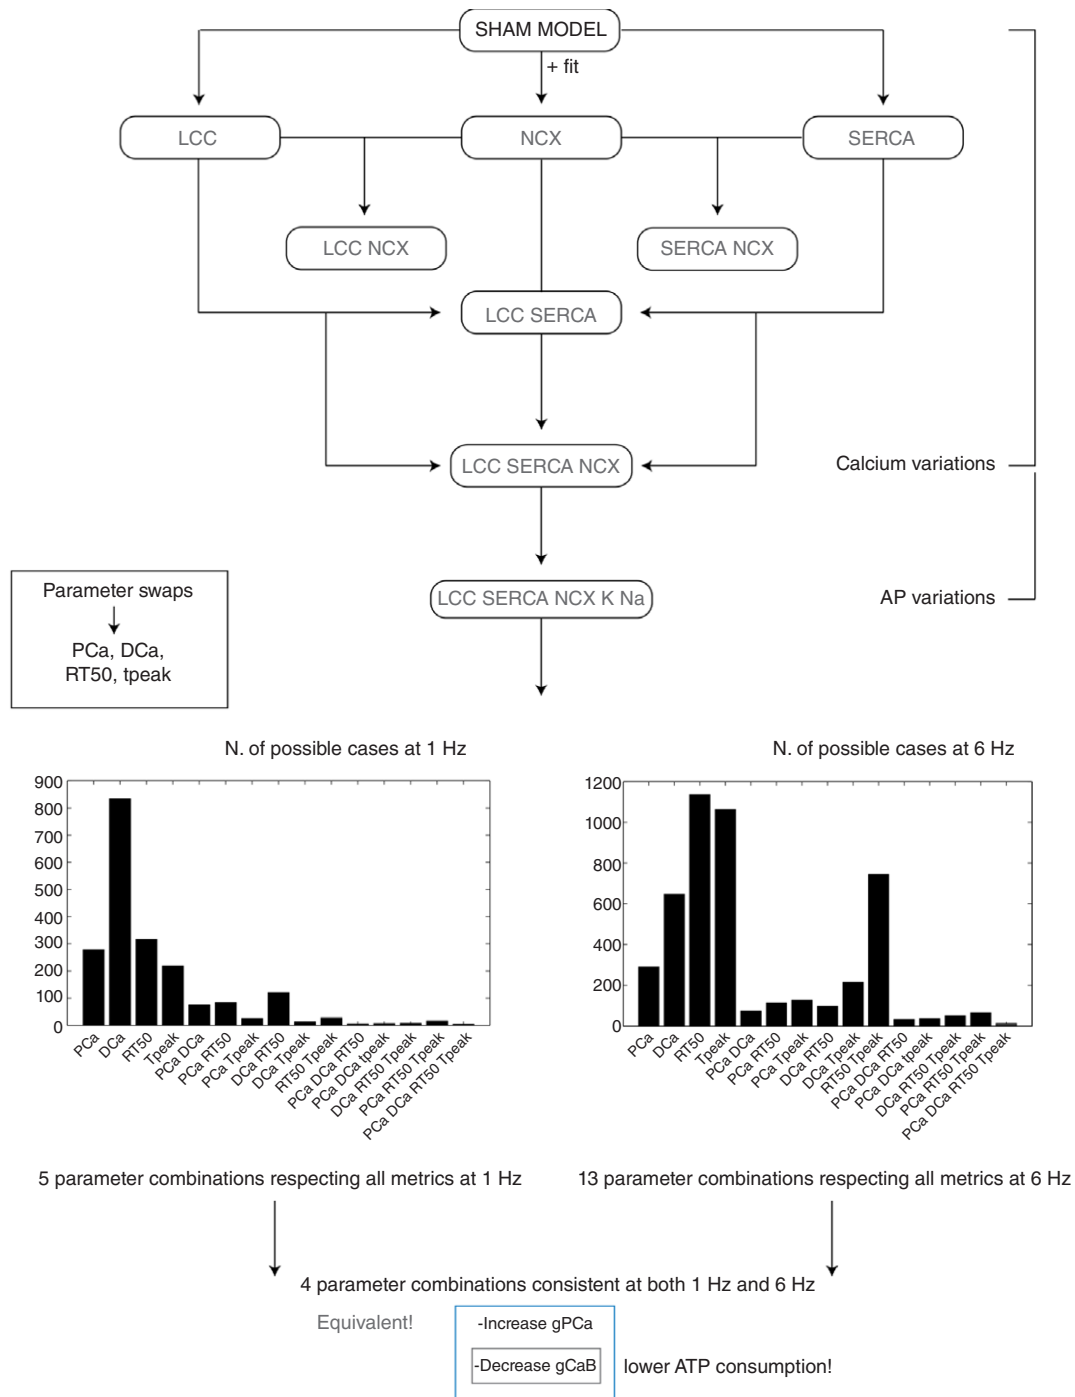 SHAM MODEL
+ fit
LCC
NCX
SERCA
LCC NCX
SERCA NCX
LCC SERCA
LCC SERCA NCX
Calcium variations
LCC SERCA NCX K Na
AP variations
Parameter swaps
PCa, DCa,
RT50, tpeak
N. of possible cases at 1 Hz
900
800
700
600
500
400
300
200
100
0
PCa
DCa
RT50
Tpeak
PCa DCa
PCa RT50
PCa Tpeak
DCa RT50
DCa Tpeak
RT50 Tpeak
PCa DCa RT50
PCa DCa tpeak
DCa RT50 Tpeak
PCa RT50 Tpeak
PCa DCa RT50 Tpeak
N. of possible cases at 6 Hz
1200
1000
800
600
400
200
0
PCa
DCa
RT50
Tpeak
PCa DCa
PCa RT50
PCa Tpeak
DCa RT50
DCa Tpeak
RT50 Tpeak
PCa DCa RT50
PCa DCa tpeak
DCa RT50 Tpeak
PCa RT50 Tpeak
PCa DCa RT50 Tpeak
5 parameter combinations respecting all metrics at 1 Hz
13 parameter combinations respecting all metrics at 6 Hz
4 parameter combinations consistent at both 1 Hz and 6 Hz
Equivalent!
-Increase gPCa
-Decrease gCaB
lower ATP consumption!